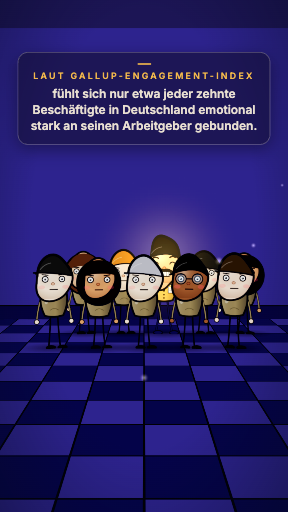 LAUT GALLUP-ENGAGEMENT-INDEX
fühlt sich nur etwa jeder zehnte
Beschäftigte in Deutschland emotional
stark an seinen Arbeitgeber gebunden.